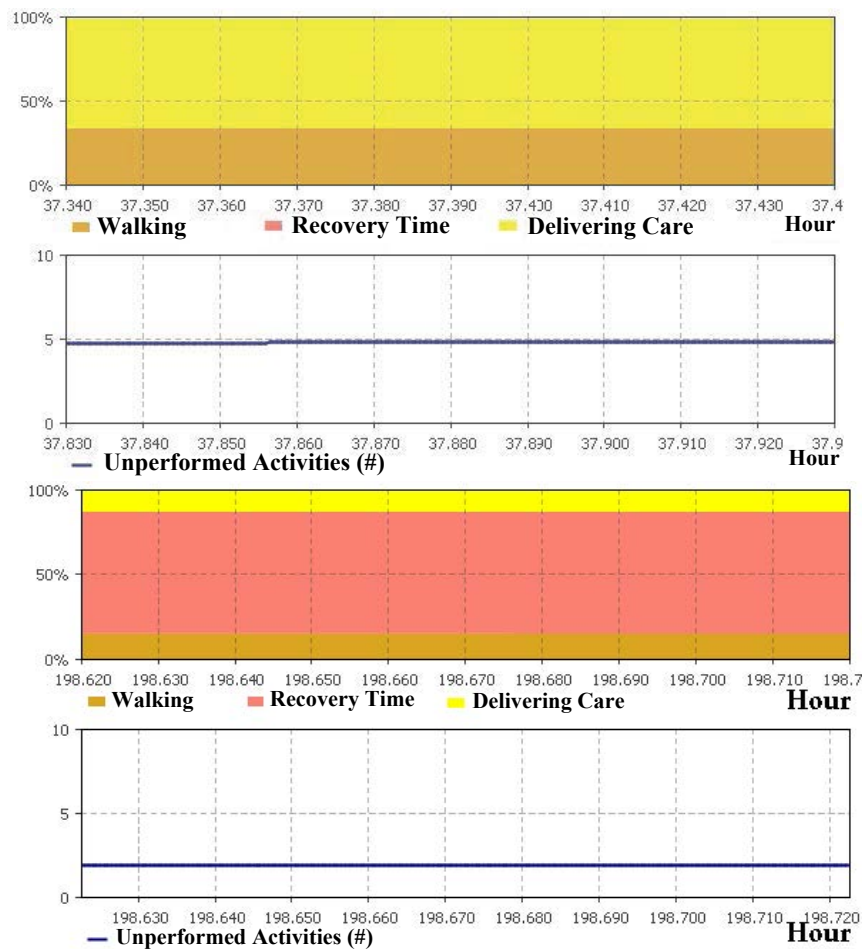 100%
50%
0%
37.340 37.350 37.360 37.370 37.380 37.390 37.400 37.410 37.420 37.430 37.4
Walking Recovery Time Delivering Care Hour
10
5
0
37.830 37.840 37.850 37.860 37.870 37.880 37.890 37.900 37.910 37.920 37.9
Unperformed Activities (#) Hour
100%
50%
0%
198.620 198.630 198.640 198.650 198.660 198.670 198.680 198.690 198.700 198.710 198.7
Walking Recovery Time Delivering Care Hour
10
5
0
198.630 198.640 198.650 198.660 198.670 198.680 198.690 198.700 198.710 198.720
Unperformed Activities (#) Hour